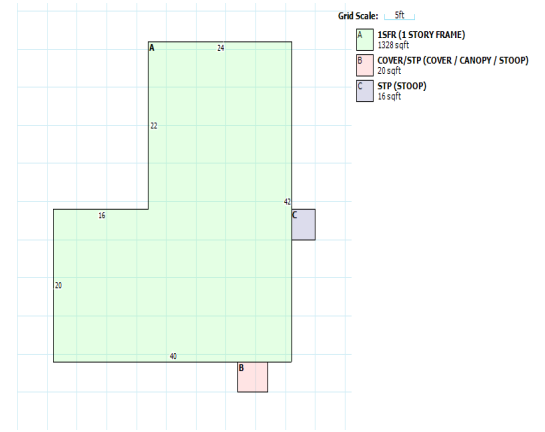 Grid Scale: 5ft
A 1SFR (1 STORY FRAME)
1328 sqft
B COVER/STP (COVER / CANOPY / STOOP)
20 sqft
C STP (STOOP)
16 sqft
A 24
22
42
16
C
20
40
B